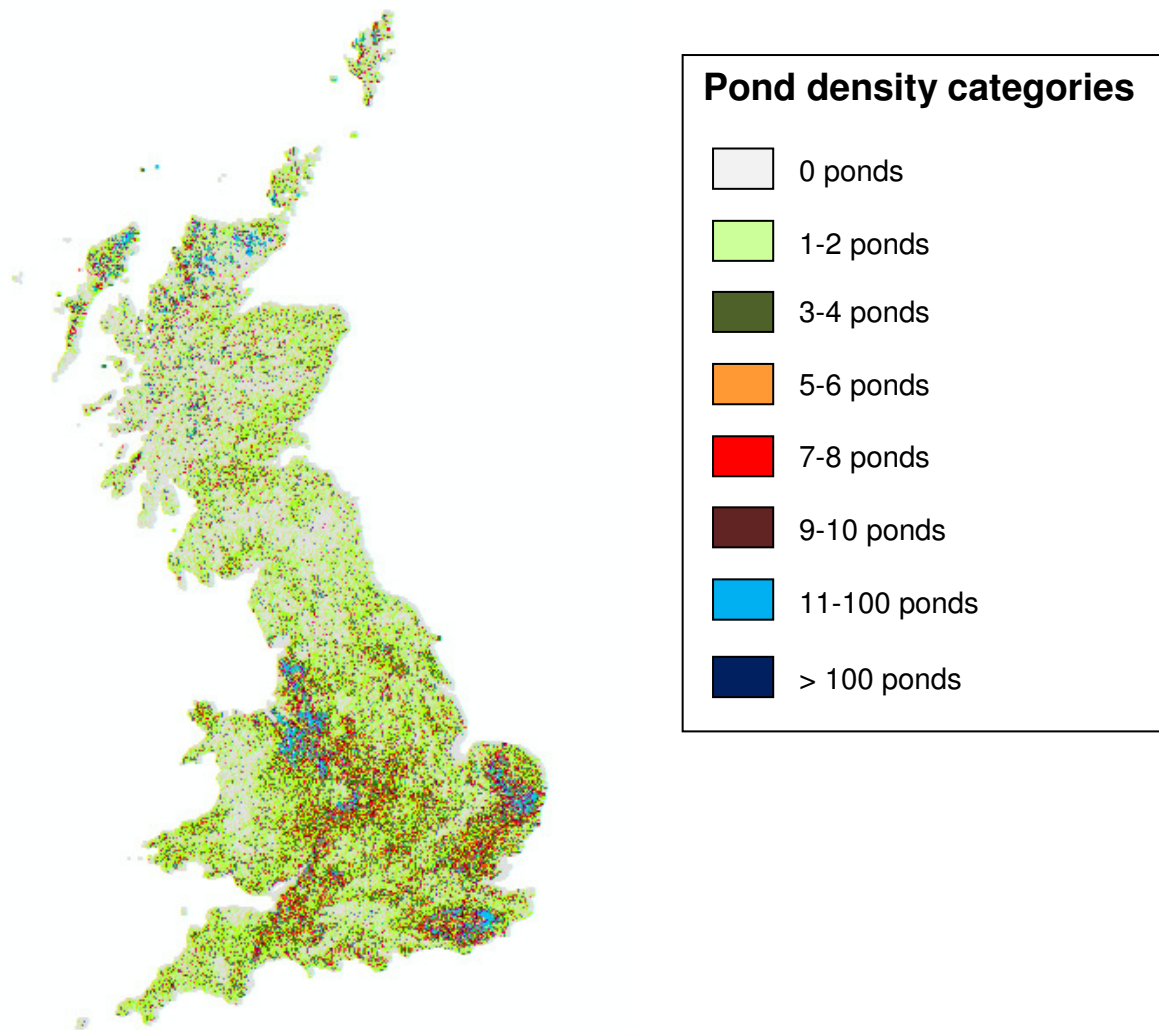 Pond density categories
0 ponds
1-2 ponds
3-4 ponds
5-6 ponds
7-8 ponds
9-10 ponds
11-100 ponds
> 100 ponds